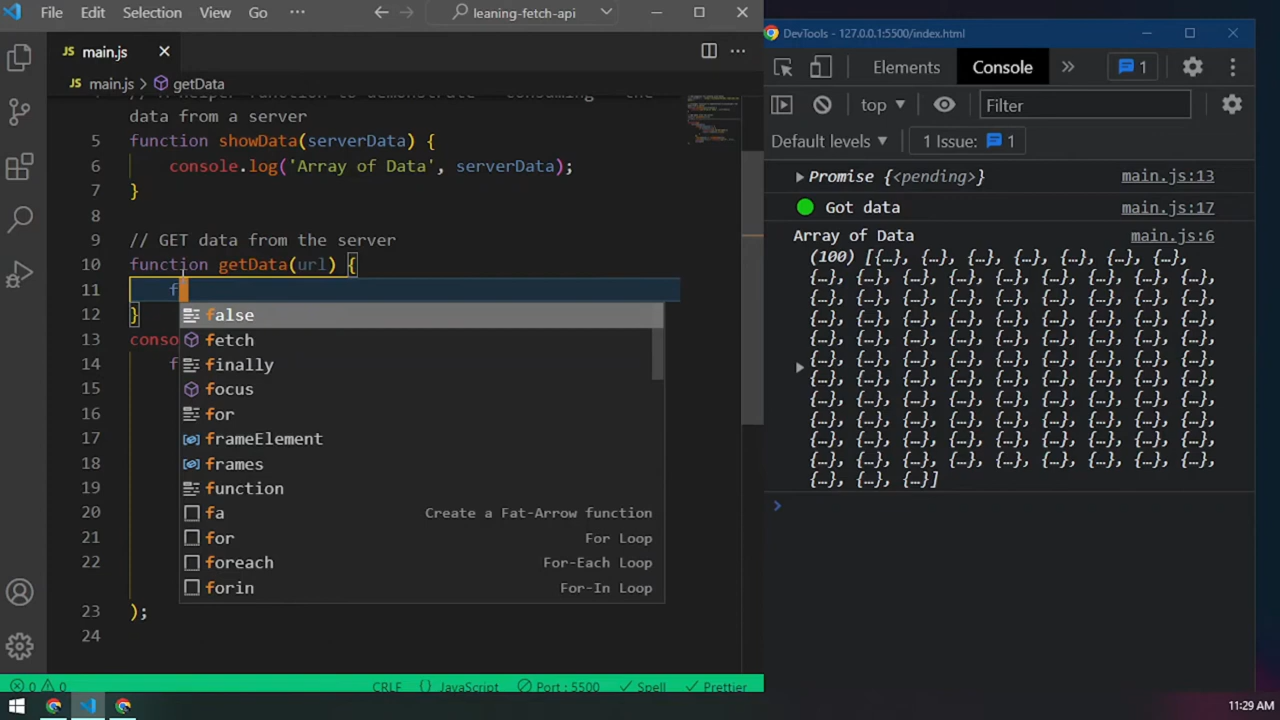 File Edit Selection View Go ··· leaning-fetch-api
JS main.js
JS main.js > getData
data from a server
5 function showData(serverData) {
6 console.log('Array of Data', serverData);
7 }
8
9 // GET data from the server
10 function getData(url) {
11 f
12 }
13 conso
14 f
15
16
17
18
19
20
21
22
23 );
24
false
fetch
finally
focus
for
frameElement
frames
function
fa Create a Fat-Arrow function
for For Loop
foreach For-Each Loop
forin For-In Loop
0 0 CRLF {} JavaScript Port : 5500 Spell Prettier
DevTools - 127.0.0.1:5500/index.html
Elements Console » 1
top Filter
Default levels 1 Issue: 1
Promise {<pending>} main.js:13
Got data main.js:17
Array of Data main.js:6
(100) [{…}, {…}, {…}, {…}, {…}, {…}, {…},
{…}, {…}, {…}, {…}, {…}, {…}, {…}, {…}, {…},
{…}, {…}, {…}, {…}, {…}, {…}, {…}, {…}, {…},
{…}, {…}, {…}, {…}, {…}, {…}, {…}, {…}, {…},
{…}, {…}, {…}, {…}, {…}, {…}, {…}, {…}, {…},
{…}, {…}, {…}, {…}, {…}, {…}, {…}, {…}, {…},
{…}, {…}, {…}, {…}, {…}, {…}, {…}, {…}, {…},
{…}, {…}, {…}, {…}, {…}, {…}, {…}, {…}, {…},
{…}, {…}, {…}, {…}, {…}, {…}, {…}, {…}, {…},
{…}, {…}, {…}, {…}, {…}, {…}, {…}, {…}, {…},
{…}, {…}, {…}, {…}, {…}, {…}, {…}, {…}, {…},
{…}, {…}, {…}]
11:29 AM